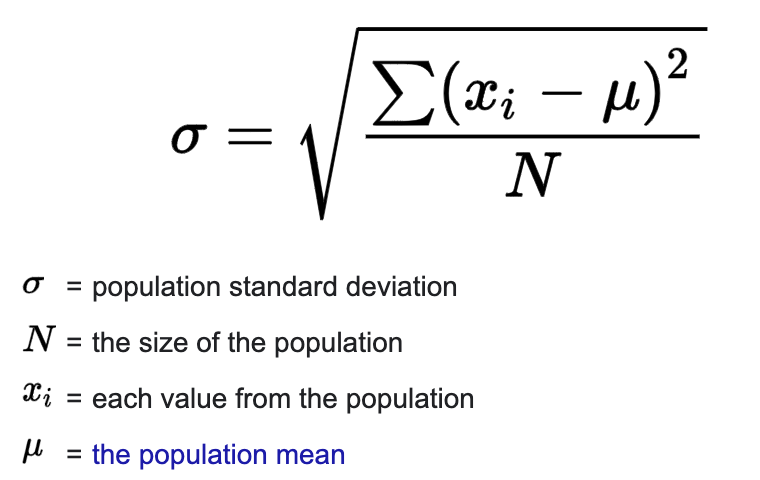 σ = √(∑(xᵢ − μ)² / N)
σ = population standard deviation
N = the size of the population
xᵢ = each value from the population
μ = the population mean